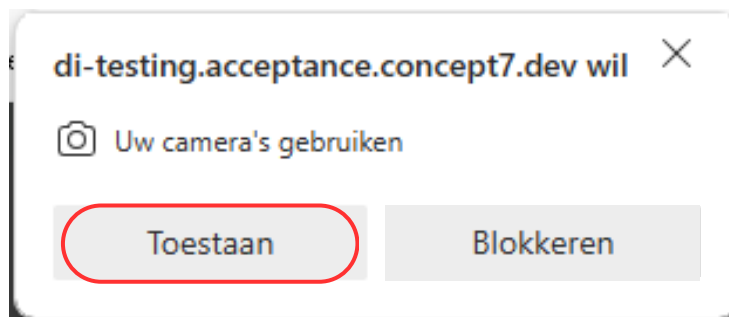 di-testing.acceptance.concept7.dev wil
Uw camera's gebruiken
Toestaan
Blokkeren